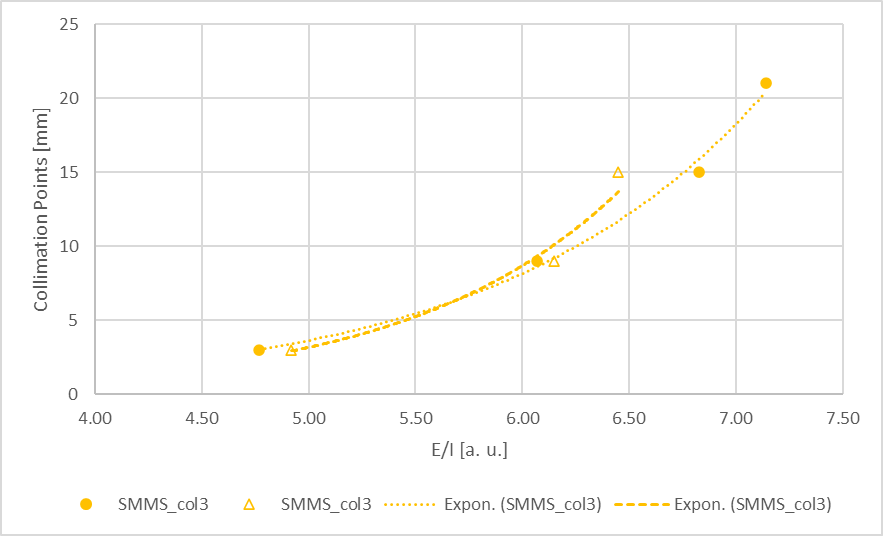 25
20
15
10
5
0
Collimation Points [mm]
4.00 4.50 5.00 5.50 6.00 6.50 7.00 7.50
E/I [a. u.]
SMMS_col3 SMMS_col3 Expon. (SMMS_col3) Expon. (SMMS_col3)